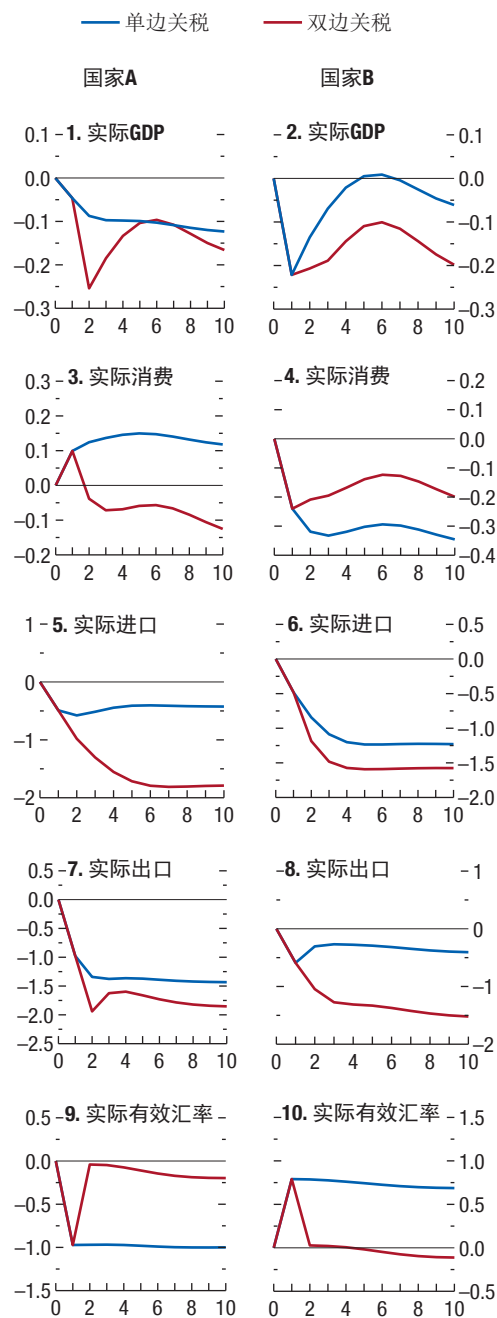 单边关税 双边关税
国家A 国家B
1. 实际GDP
0.1
0.0
–0.1
–0.2
–0.3
0 2 4 6 8 10
2. 实际GDP
0.1
0.0
–0.1
–0.2
–0.3
0 2 4 6 8 10
3. 实际消费
0.3
0.2
0.1
0.0
–0.1
–0.2
0 2 4 6 8 10
4. 实际消费
0.2
0.1
0.0
–0.1
–0.2
–0.3
–0.4
0 2 4 6 8 10
5. 实际进口
1
0
–1
–2
0 2 4 6 8 10
6. 实际进口
0.5
0.0
–0.5
–1.0
–1.5
–2.0
0 2 4 6 8 10
7. 实际出口
0.5
0.0
–0.5
–1.0
–1.5
–2.0
–2.5
0 2 4 6 8 10
8. 实际出口
1
0
–1
–2
0 2 4 6 8 10
9. 实际有效汇率
0.5
0.0
–0.5
–1.0
–1.5
0 2 4 6 8 10
10. 实际有效汇率
1.5
1.0
0.5
0.0
–0.5
0 2 4 6 8 10